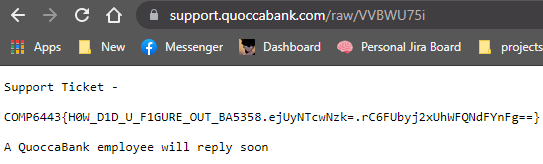 support.quoccabank.com/raw/VVBWU75i
Apps New Messenger Dashboard Personal Jira Board projects
Support Ticket -
COMP6443{H0W_D1D_U_F1GURE_OUT_BA5358.ejUyNTcwNzk=.rC6FUbyj2xUhWFQNdFYnFg==}
A QuoccaBank employee will reply soon